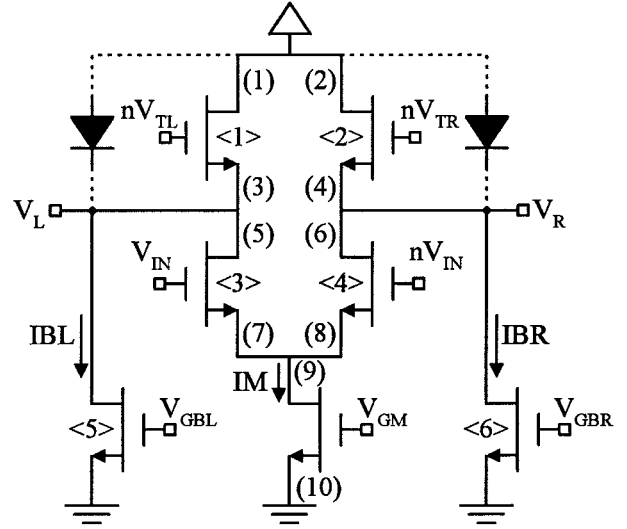 (1) (2)
nV_TL <1> <2> nV_TR
(3) (4)
V_L V_R
V_IN (5) (6) nV_IN
<3> <4>
(7) (8)
IBL IM (9) IBR
<5> V_GBL V_GM <6> V_GBR
(10)